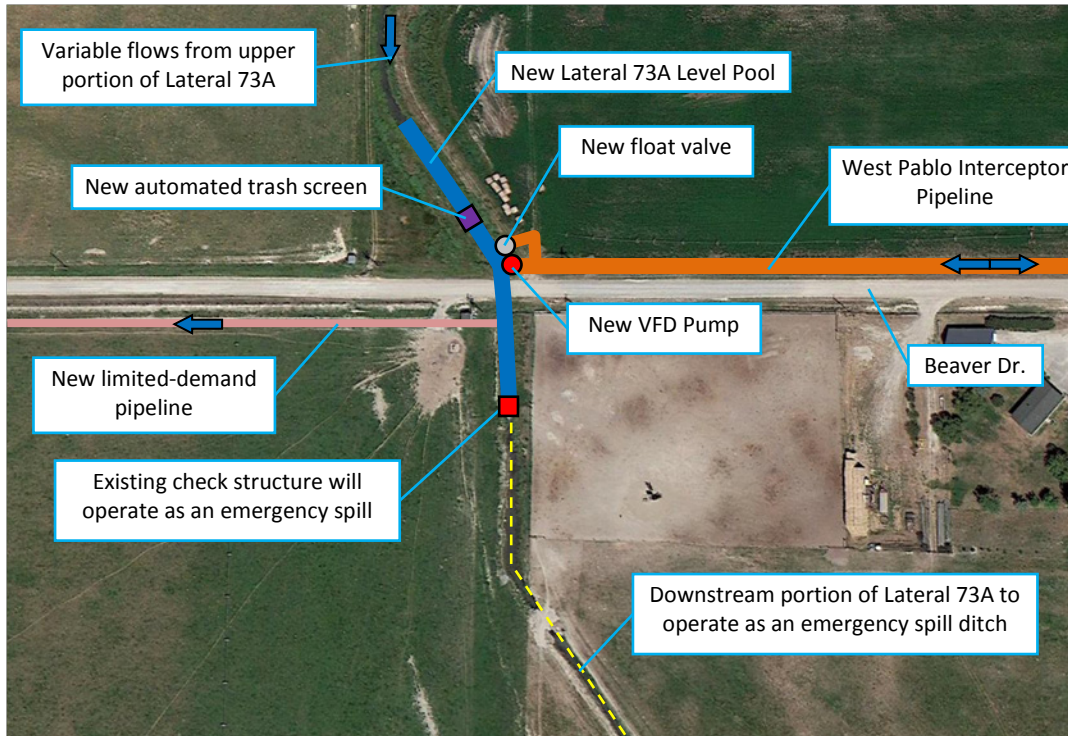 Variable flows from upper
portion of Lateral 73A
New Lateral 73A Level Pool
New float valve
New automated trash screen
West Pablo Interceptor
Pipeline
New VFD Pump
New limited-demand
pipeline
Beaver Dr.
Existing check structure will
operate as an emergency spill
Downstream portion of Lateral 73A to
operate as an emergency spill ditch